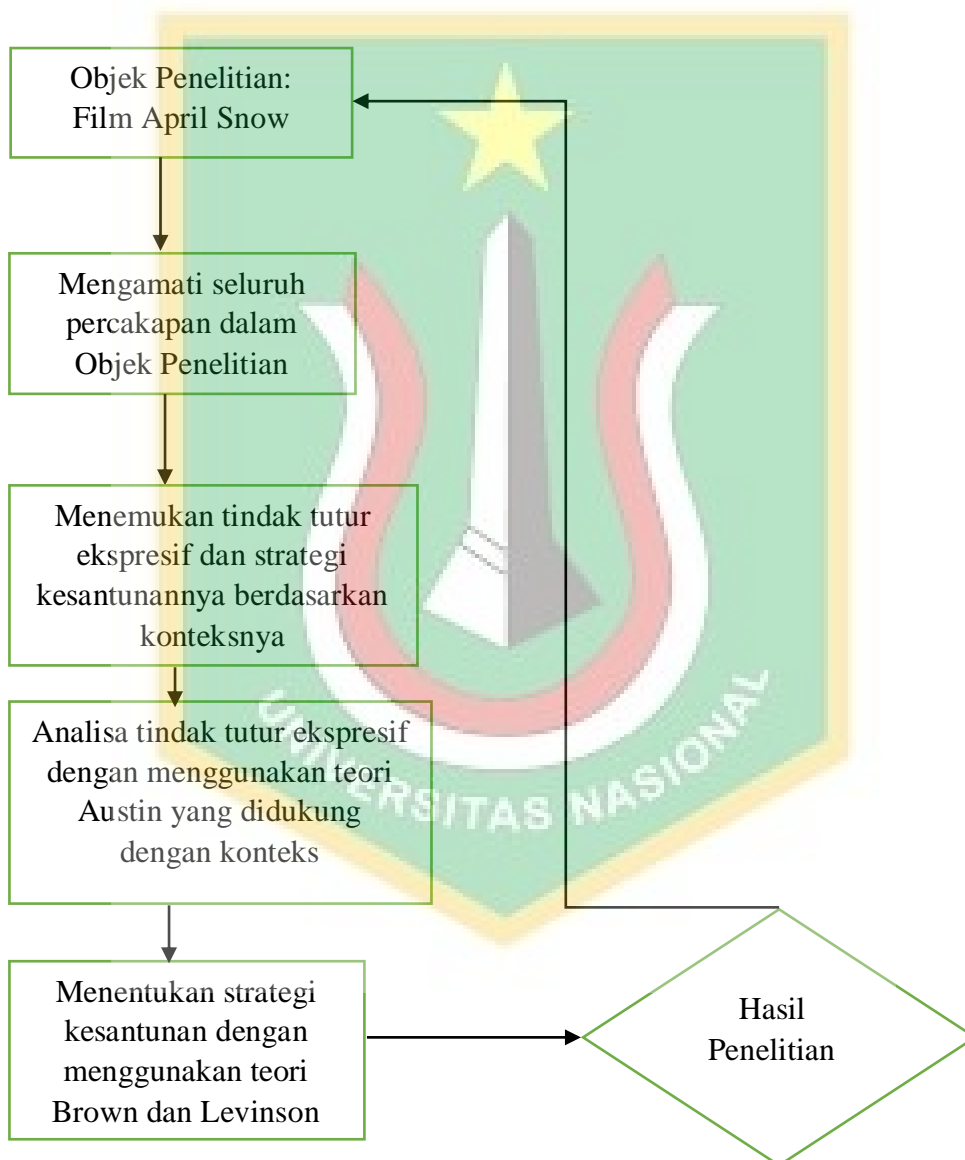 Objek Penelitian:
Film April Snow
Mengamati seluruh
percakapan dalam
Objek Penelitian
Menemukan tindak tutur
ekspresif dan strategi
kesantunannya berdasarkan
konteksnya
Analisa tindak tutur ekspresif
dengan menggunakan teori
Austin yang didukung
dengan konteks
Menentukan strategi
kesantunan dengan
menggunakan teori
Brown dan Levinson
Hasil
Penelitian
UNIVERSITAS NASIONAL